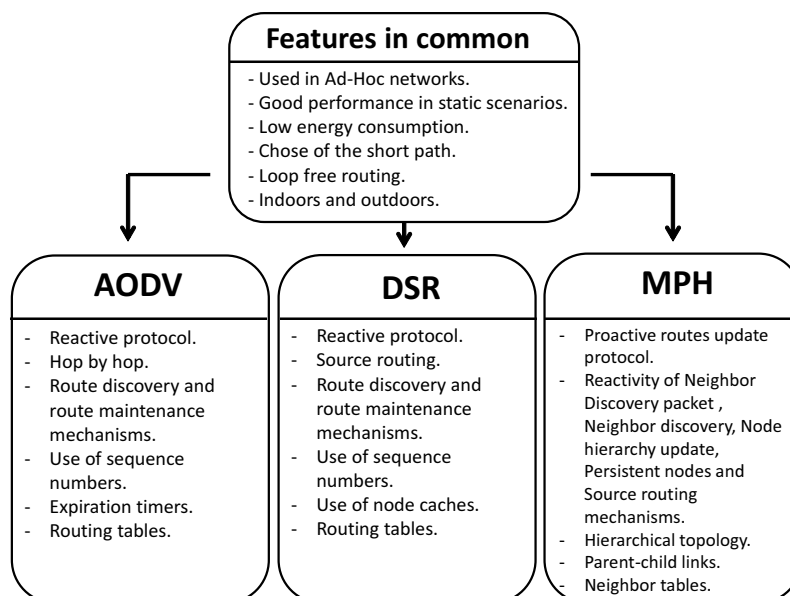 Features in common
- Used in Ad-Hoc networks.
- Good performance in static scenarios.
- Low energy consumption.
- Chose of the short path.
- Loop free routing.
- Indoors and outdoors.
AODV
- Reactive protocol.
- Hop by hop.
- Route discovery and
route maintenance
mechanisms.
- Use of sequence
numbers.
- Expiration timers.
- Routing tables.
DSR
- Reactive protocol.
- Source routing.
- Route discovery and
route maintenance
mechanisms.
- Use of sequence
numbers.
- Use of node caches.
- Routing tables.
MPH
- Proactive routes update
protocol.
- Reactivity of Neighbor
Discovery packet ,
Neighbor discovery, Node
hierarchy update,
Persistent nodes and
Source routing
mechanisms.
- Hierarchical topology.
- Parent-child links.
- Neighbor tables.